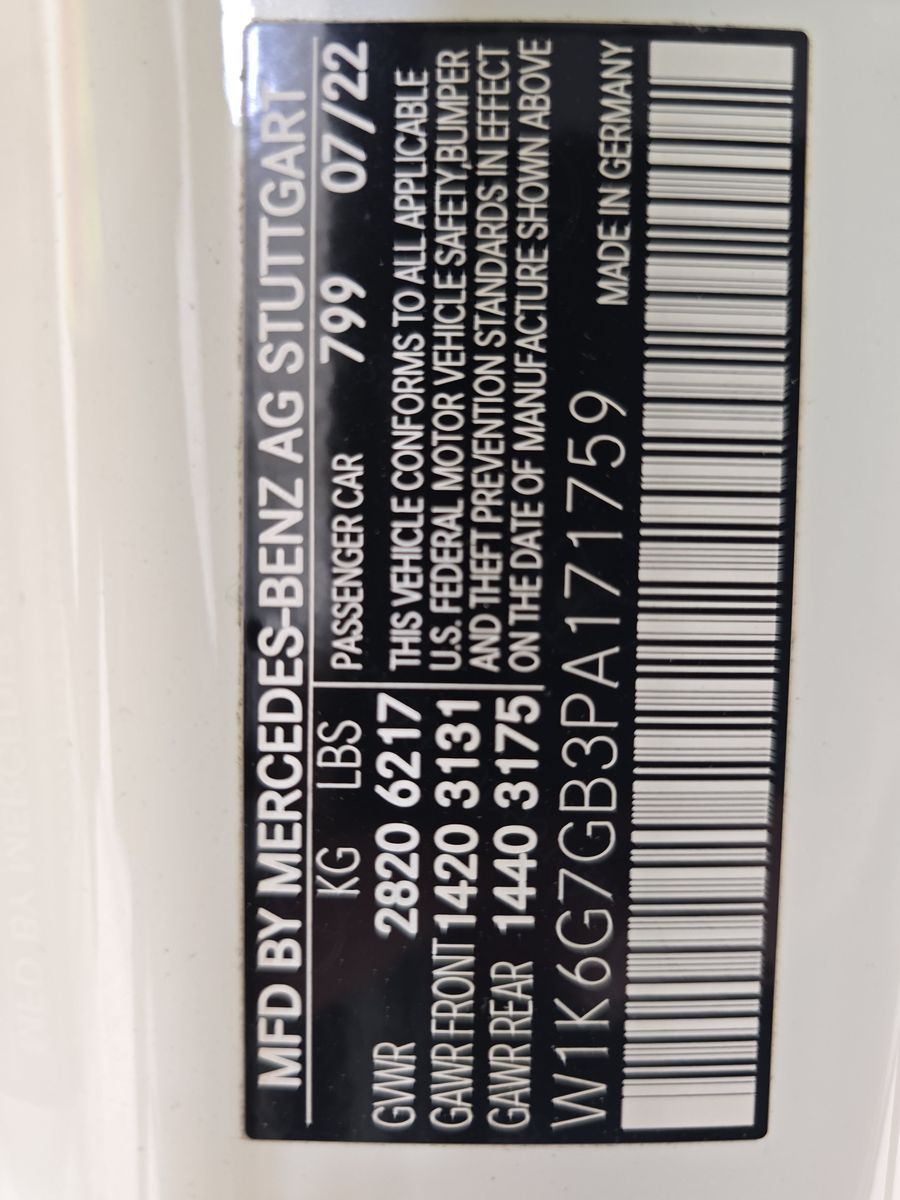 MFD BY MERCEDES-BENZ AG STUTTGART
KG LBS
GVWR 2820 6217
GAWR FRONT 1420 3131
GAWR REAR 1440 3175
PASSENGER CAR 799 07/22
THIS VEHICLE CONFORMS TO ALL APPLICABLE
U.S. FEDERAL MOTOR VEHICLE SAFETY,BUMPER
AND THEFT PREVENTION STANDARDS IN EFFECT
ON THE DATE OF MANUFACTURE SHOWN ABOVE
W1K6G7GB3PA171759
MADE IN GERMANY